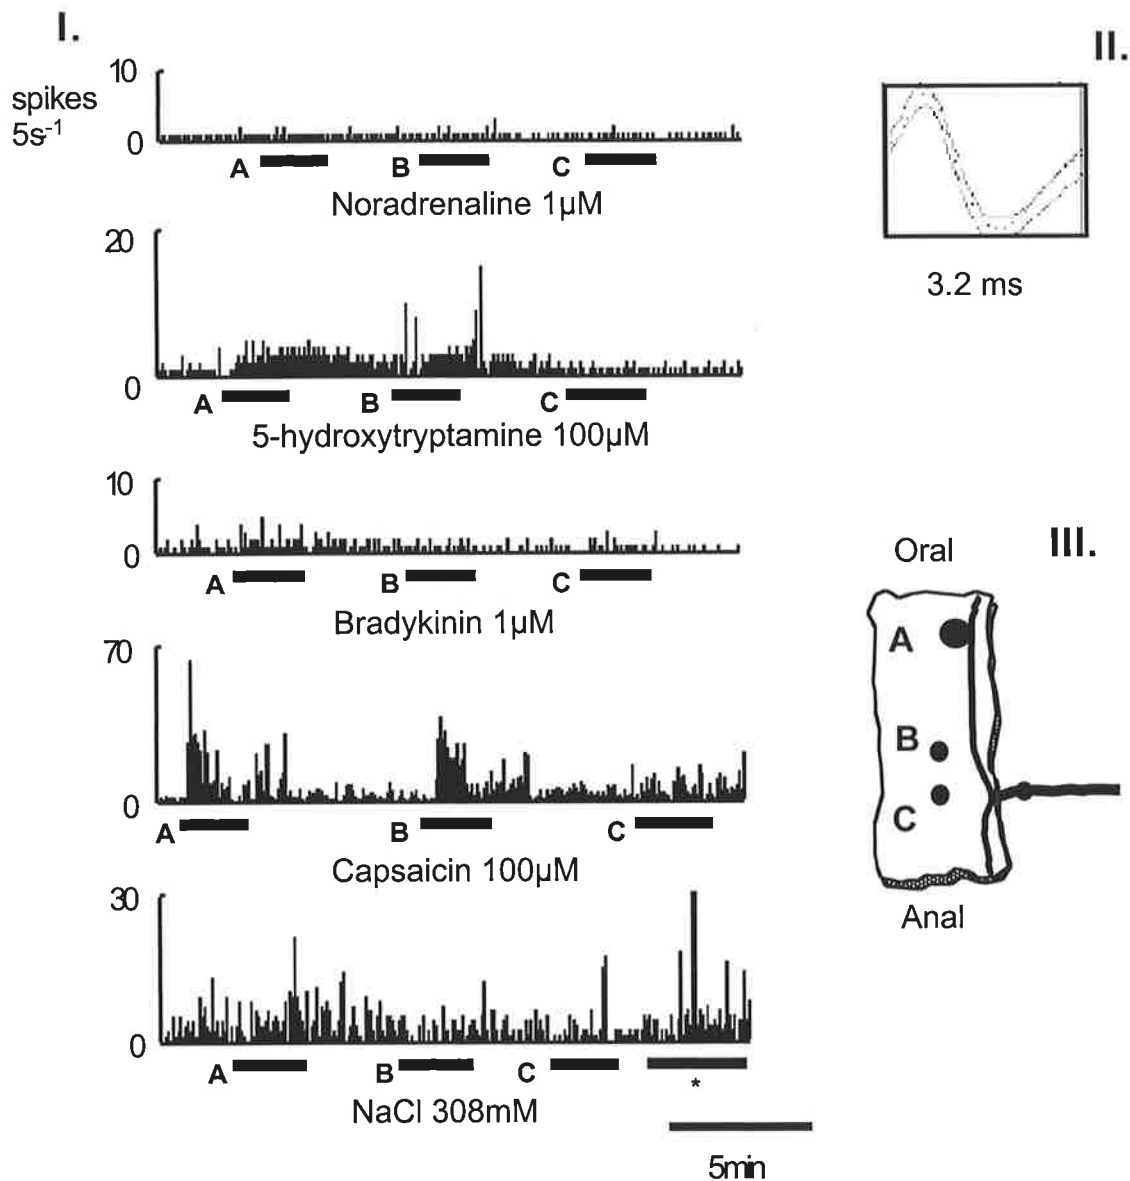 I.
II.
10
spikes
5s-1
0
A B C
Noradrenaline 1µM
3.2 ms
20
0
A B C
5-hydroxytryptamine 100µM
10
0
A B C
Bradykinin 1µM
III.
Oral
A
B
C
Anal
70
0
A B C
Capsaicin 100µM
30
0
A B C
*
NaCl 308mM
5min